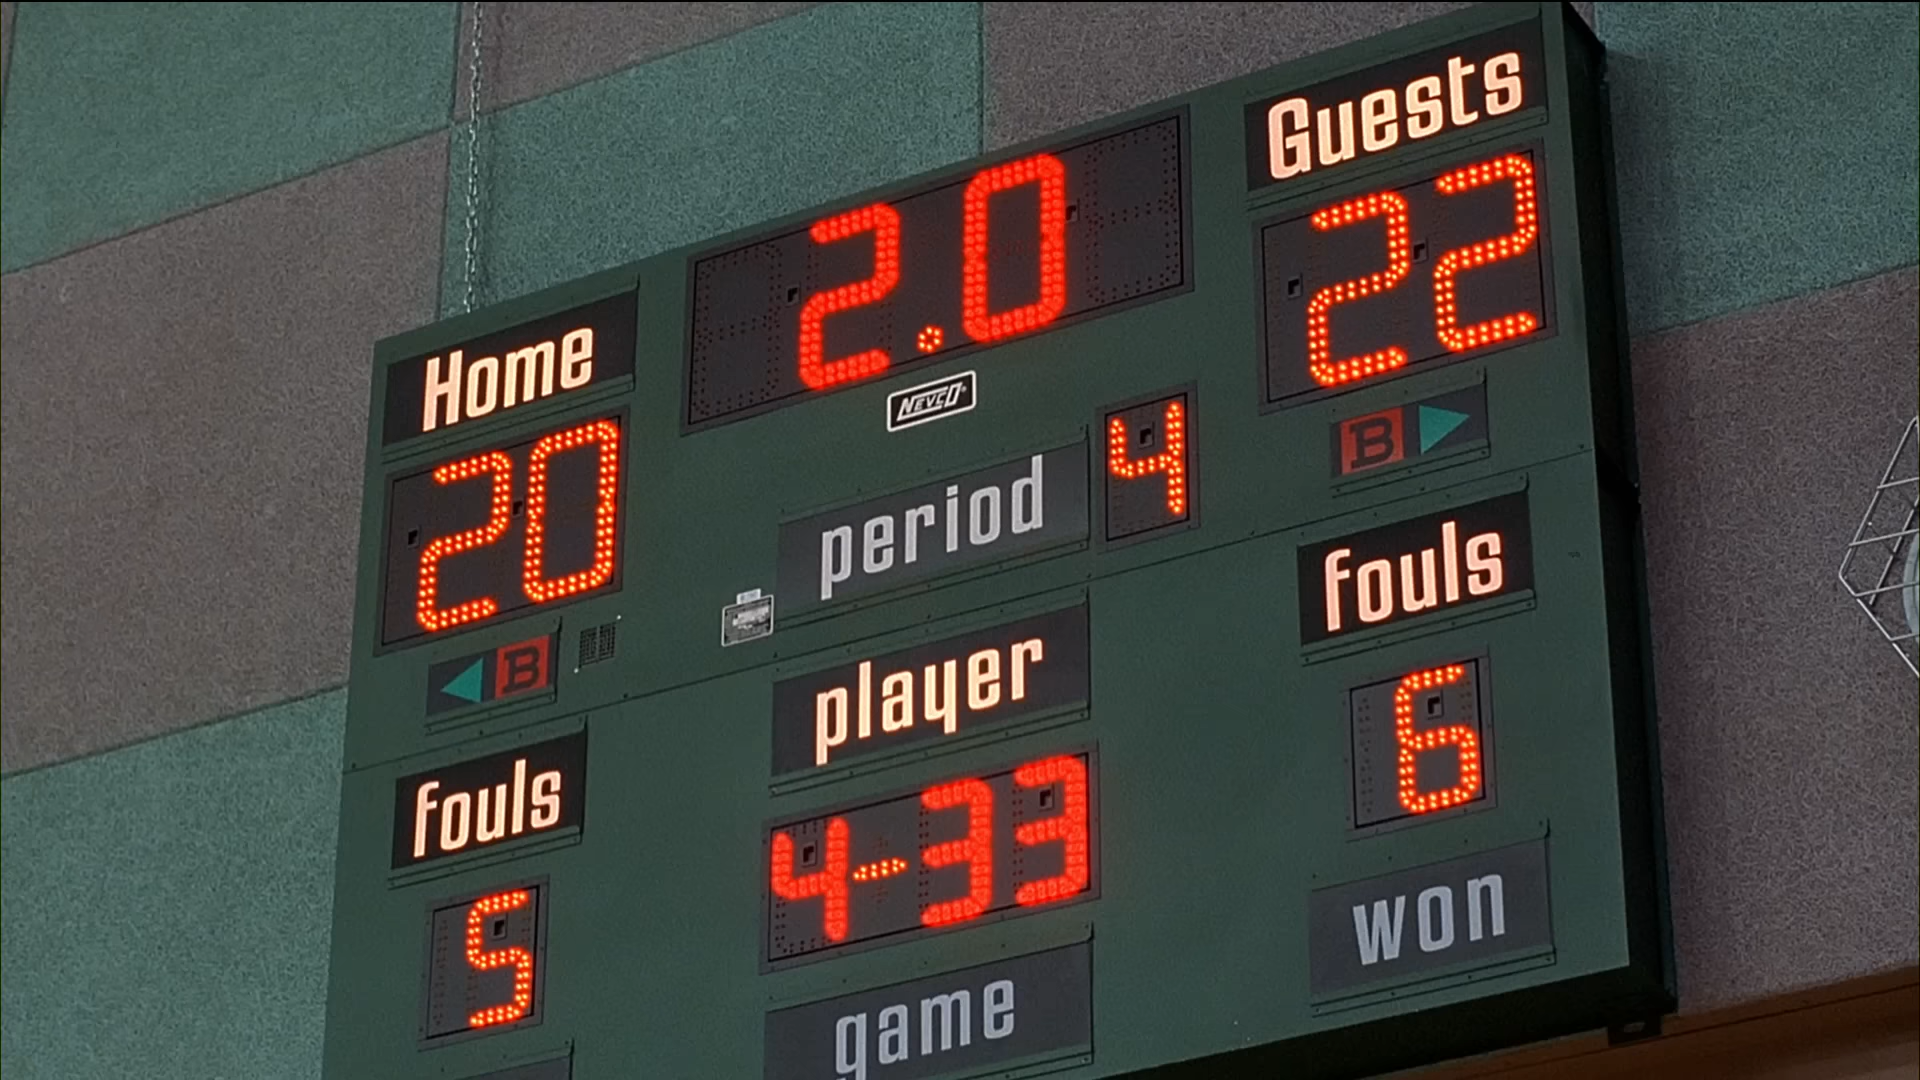 Guests
2.0
22
Home
NEVCO
20
4
B
period
fouls
B
player
6
fouls
4-33
won
5
game